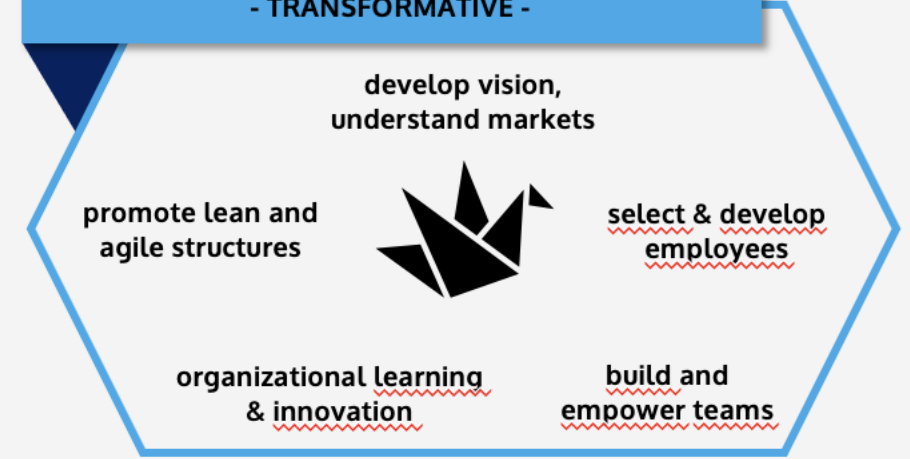 - TRANSFORMATIVE -
develop vision,
understand markets
promote lean and
agile structures
select & develop
employees
organizational learning
& innovation
build and
empower teams